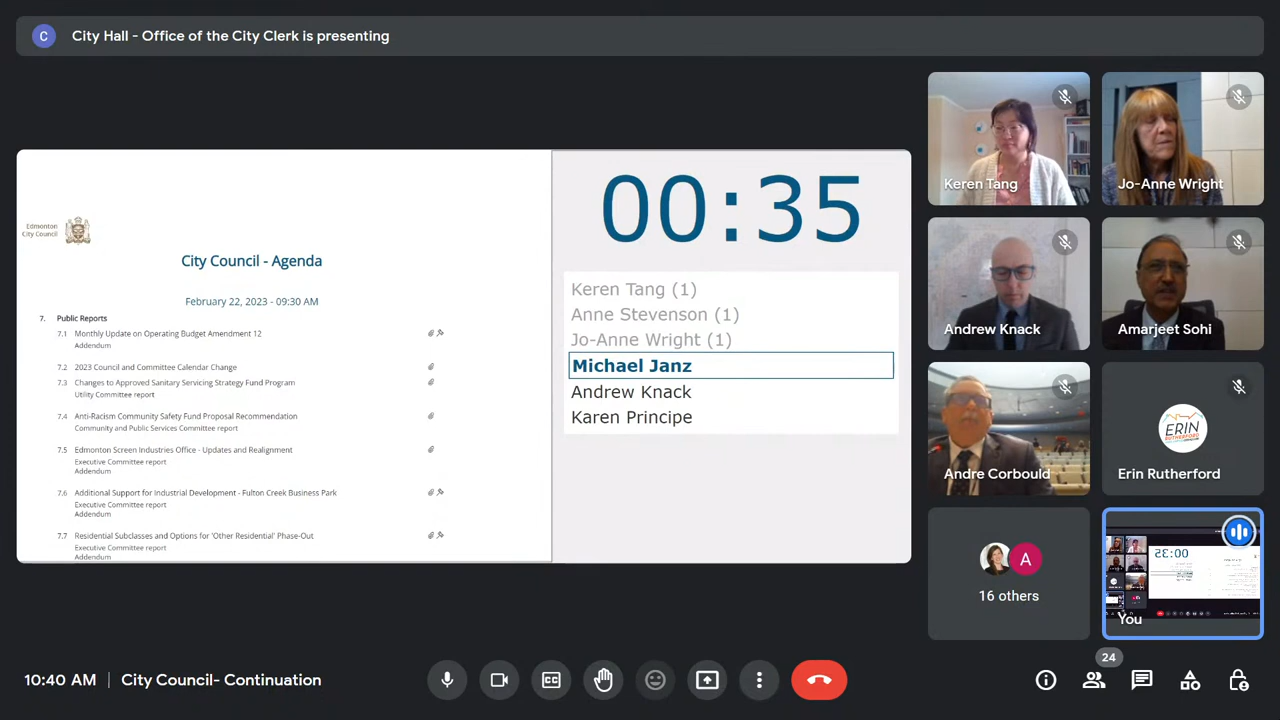 C City Hall - Office of the City Clerk is presenting
Edmonton
City Council
City Council - Agenda
February 22, 2023 - 09:30 AM
7. Public Reports
7.1 Monthly Update on Operating Budget Amendment 12
Addendum
7.2 2023 Council and Committee Calendar Change
7.3 Changes to Approved Sanitary Servicing Strategy Fund Program
Utility Committee report
7.4 Anti-Racism Community Safety Fund Proposal Recommendation
Community and Public Services Committee report
7.5 Edmonton Screen Industries Office - Updates and Realignment
Executive Committee report
Addendum
7.6 Additional Support for Industrial Development - Fulton Creek Business Park
Executive Committee report
Addendum
7.7 Residential Subclasses and Options for 'Other Residential' Phase-Out
Executive Committee report
Addendum
00:35
Keren Tang (1)
Anne Stevenson (1)
Jo-Anne Wright (1)
Michael Janz
Andrew Knack
Karen Principe
Keren Tang
Jo-Anne Wright
Andrew Knack
Amarjeet Sohi
Andre Corbould
ERIN
RUTHERFORD
Erin Rutherford
A
16 others
00:35
You
10:40 AM | City Council- Continuation
CC
24